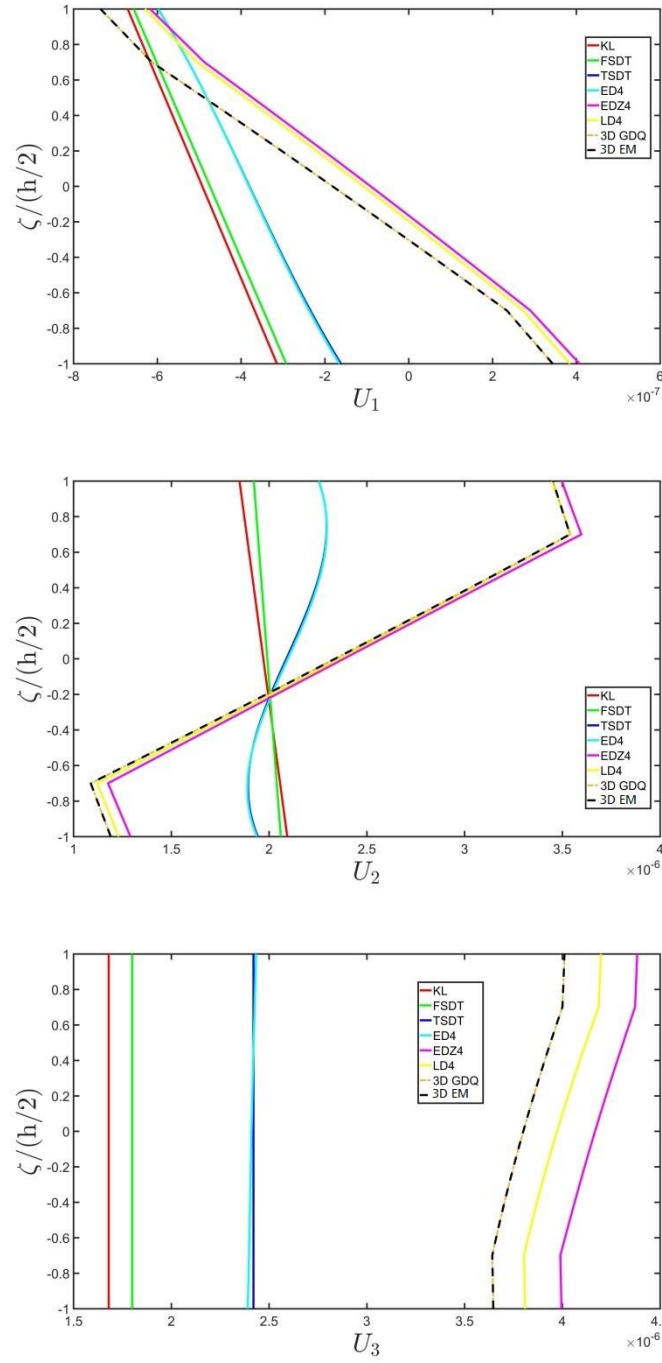 1
0.8
0.6
0.4
0.2
0
-0.2
-0.4
-0.6
-0.8
-1
ζ/(h/2)
KL
FSDT
TSDT
ED4
EDZ4
LD4
3D GDQ
3D EM
-8 -6 -4 -2 0 2 4 6
U₁ ×10⁻⁷
1
0.8
0.6
0.4
0.2
0
-0.2
-0.4
-0.6
-0.8
-1
ζ/(h/2)
KL
FSDT
TSDT
ED4
EDZ4
LD4
3D GDQ
3D EM
1 1.5 2 2.5 3 3.5 4
U₂ ×10⁻⁶
1
0.8
0.6
0.4
0.2
0
-0.2
-0.4
-0.6
-0.8
-1
ζ/(h/2)
KL
FSDT
TSDT
ED4
EDZ4
LD4
3D GDQ
3D EM
1.5 2 2.5 3 3.5 4 4.5
U₃ ×10⁻⁶